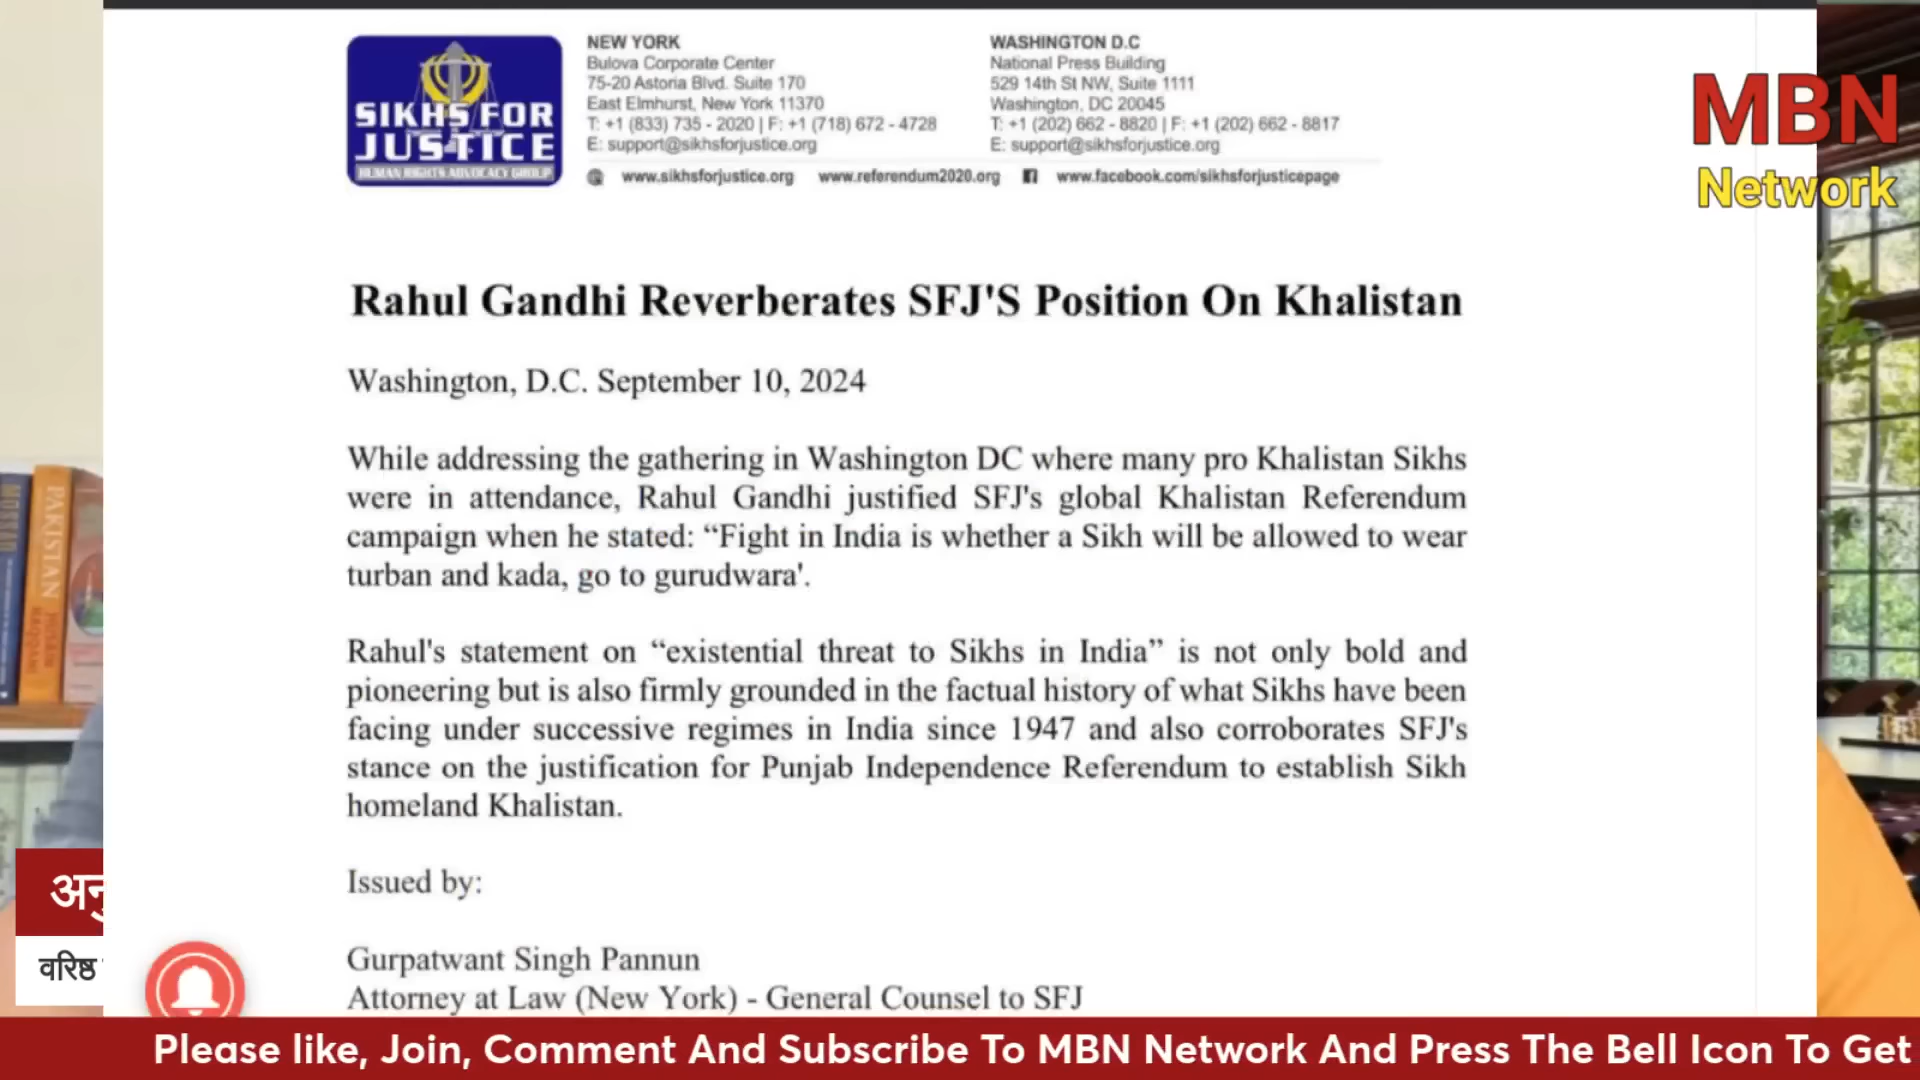 SIKHS FOR
JUSTICE
HUMAN RIGHTS ADVOCACY GROUP
NEW YORK
Bulova Corporate Center
75-20 Astoria Blvd. Suite 170
East Elmhurst, New York 11370
T: +1 (833) 735 - 2020 | F: +1 (718) 672 - 4728
E: support@sikhsforjustice.org
WASHINGTON D.C
National Press Building
529 14th St NW, Suite 1111
Washington, DC 20045
T: +1 (202) 662 - 8820 | F: +1 (202) 662 - 8817
E: support@sikhsforjustice.org
www.sikhsforjustice.org www.referendum2020.org www.facebook.com/sikhsforjusticepage
MBN
Network
Rahul Gandhi Reverberates SFJ'S Position On Khalistan
Washington, D.C. September 10, 2024
While addressing the gathering in Washington DC where many pro Khalistan Sikhs
were in attendance, Rahul Gandhi justified SFJ's global Khalistan Referendum
campaign when he stated: “Fight in India is whether a Sikh will be allowed to wear
turban and kada, go to gurudwara'.
Rahul's statement on “existential threat to Sikhs in India” is not only bold and
pioneering but is also firmly grounded in the factual history of what Sikhs have been
facing under successive regimes in India since 1947 and also corroborates SFJ's
stance on the justification for Punjab Independence Referendum to establish Sikh
homeland Khalistan.
Issued by:
Gurpatwant Singh Pannun
Attorney at Law (New York) - General Counsel to SFJ
PAKISTAN
अनु
वरिष्ठ
Please like, Join, Comment And Subscribe To MBN Network And Press The Bell Icon To Get